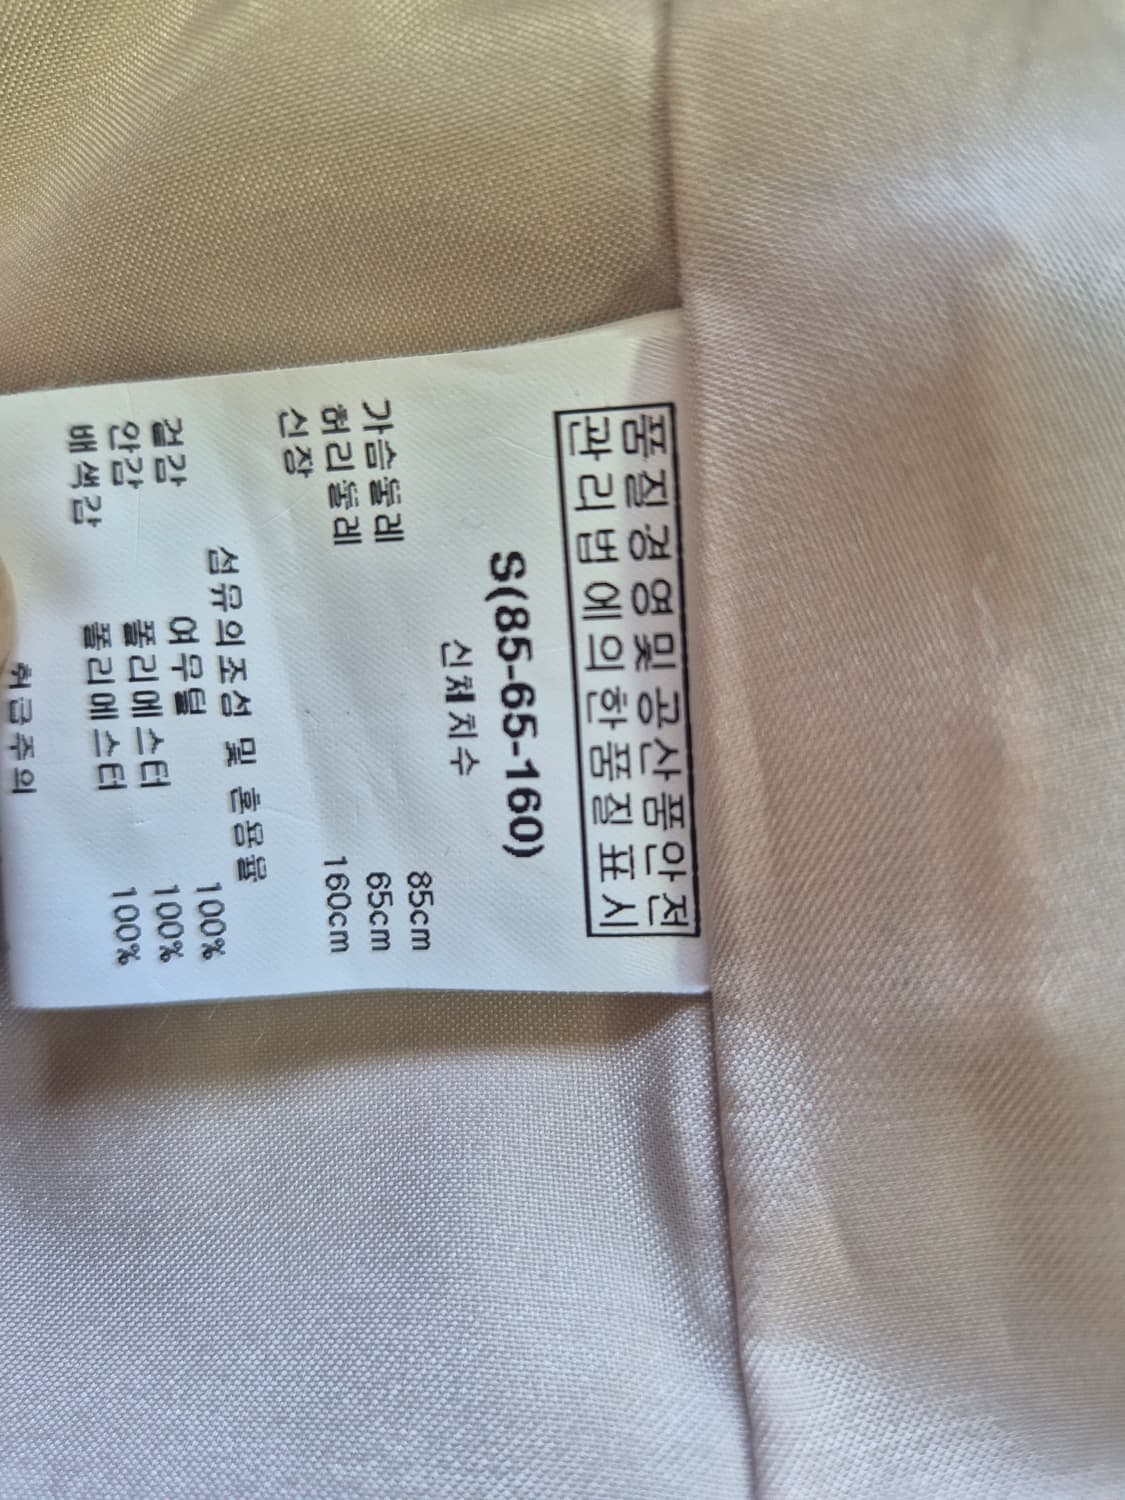 품질경영및공산품안전
관리법에의한품질표시
S(85-65-160)
신체치수
가슴둘레 85cm
허리둘레 65cm
신장 160cm
섬유의조성 및 혼용율
겉감 여우털 100%
안감 폴리에스터 100%
배색감 폴리에스터 100%
취급주의